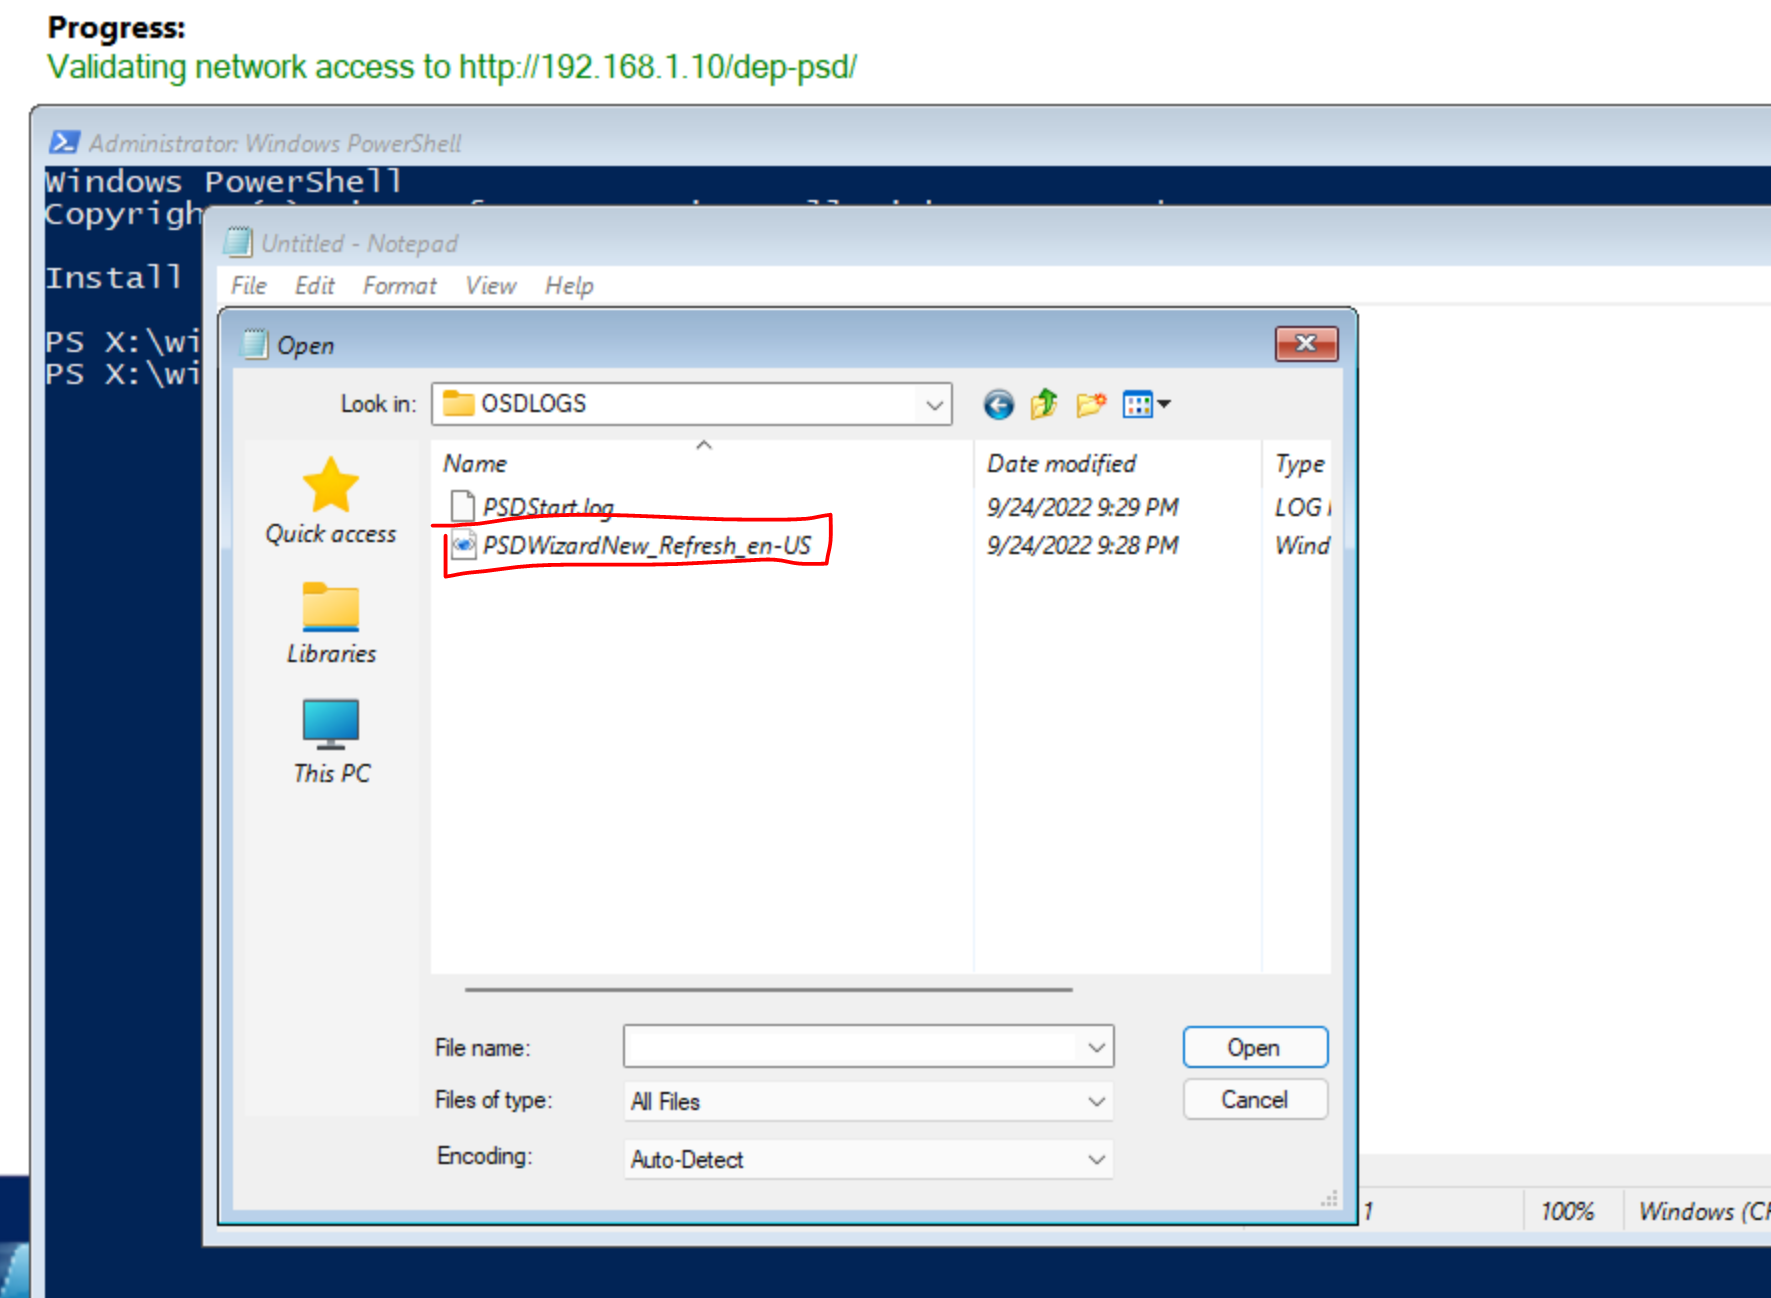 Progress:
Validating network access to http://192.168.1.10/dep-psd/
Administrator: Windows PowerShell
Windows PowerShell
Copyrigh
Untitled - Notepad
Install
File Edit Format View Help
PS X:\wi
PS X:\wi
Open
Look in: OSDLOGS
Name Date modified Type
PSDStart.log 9/24/2022 9:29 PM LOG
PSDWizardNew_Refresh_en-US 9/24/2022 9:28 PM Wind
Quick access
Libraries
This PC
File name: Open
Files of type: All Files Cancel
Encoding: Auto-Detect
1 100% Windows (CR